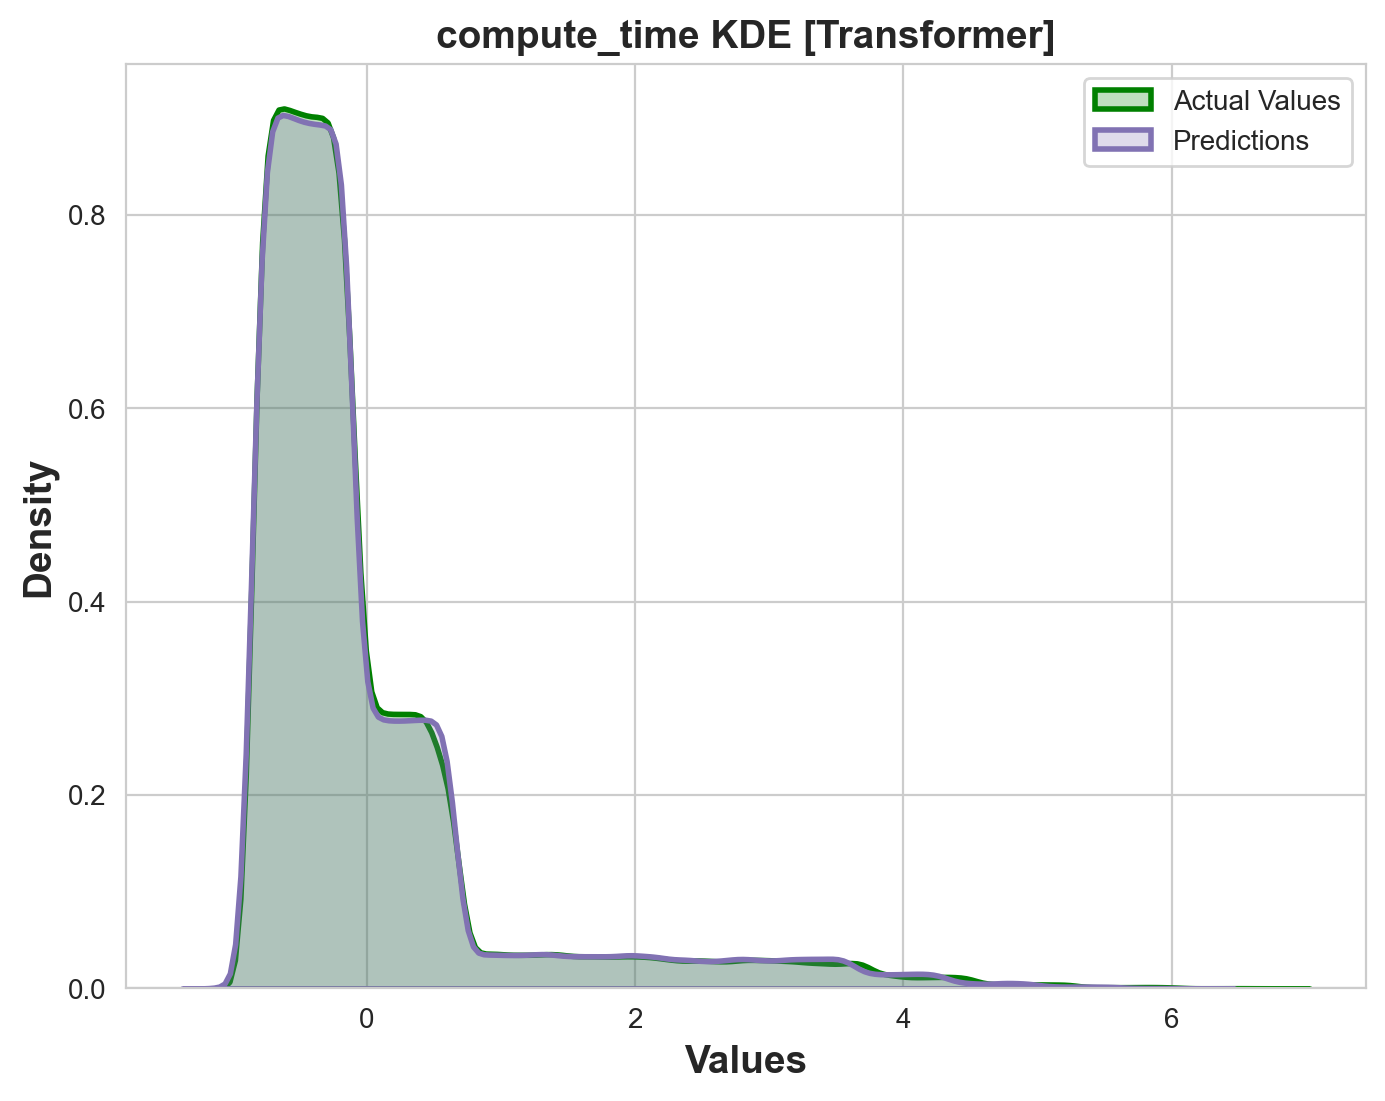 compute_time KDE [Transformer]
Actual Values
Predictions
0.8
0.6
0.4
0.2
0.0
Density
0
2
4
6
Values